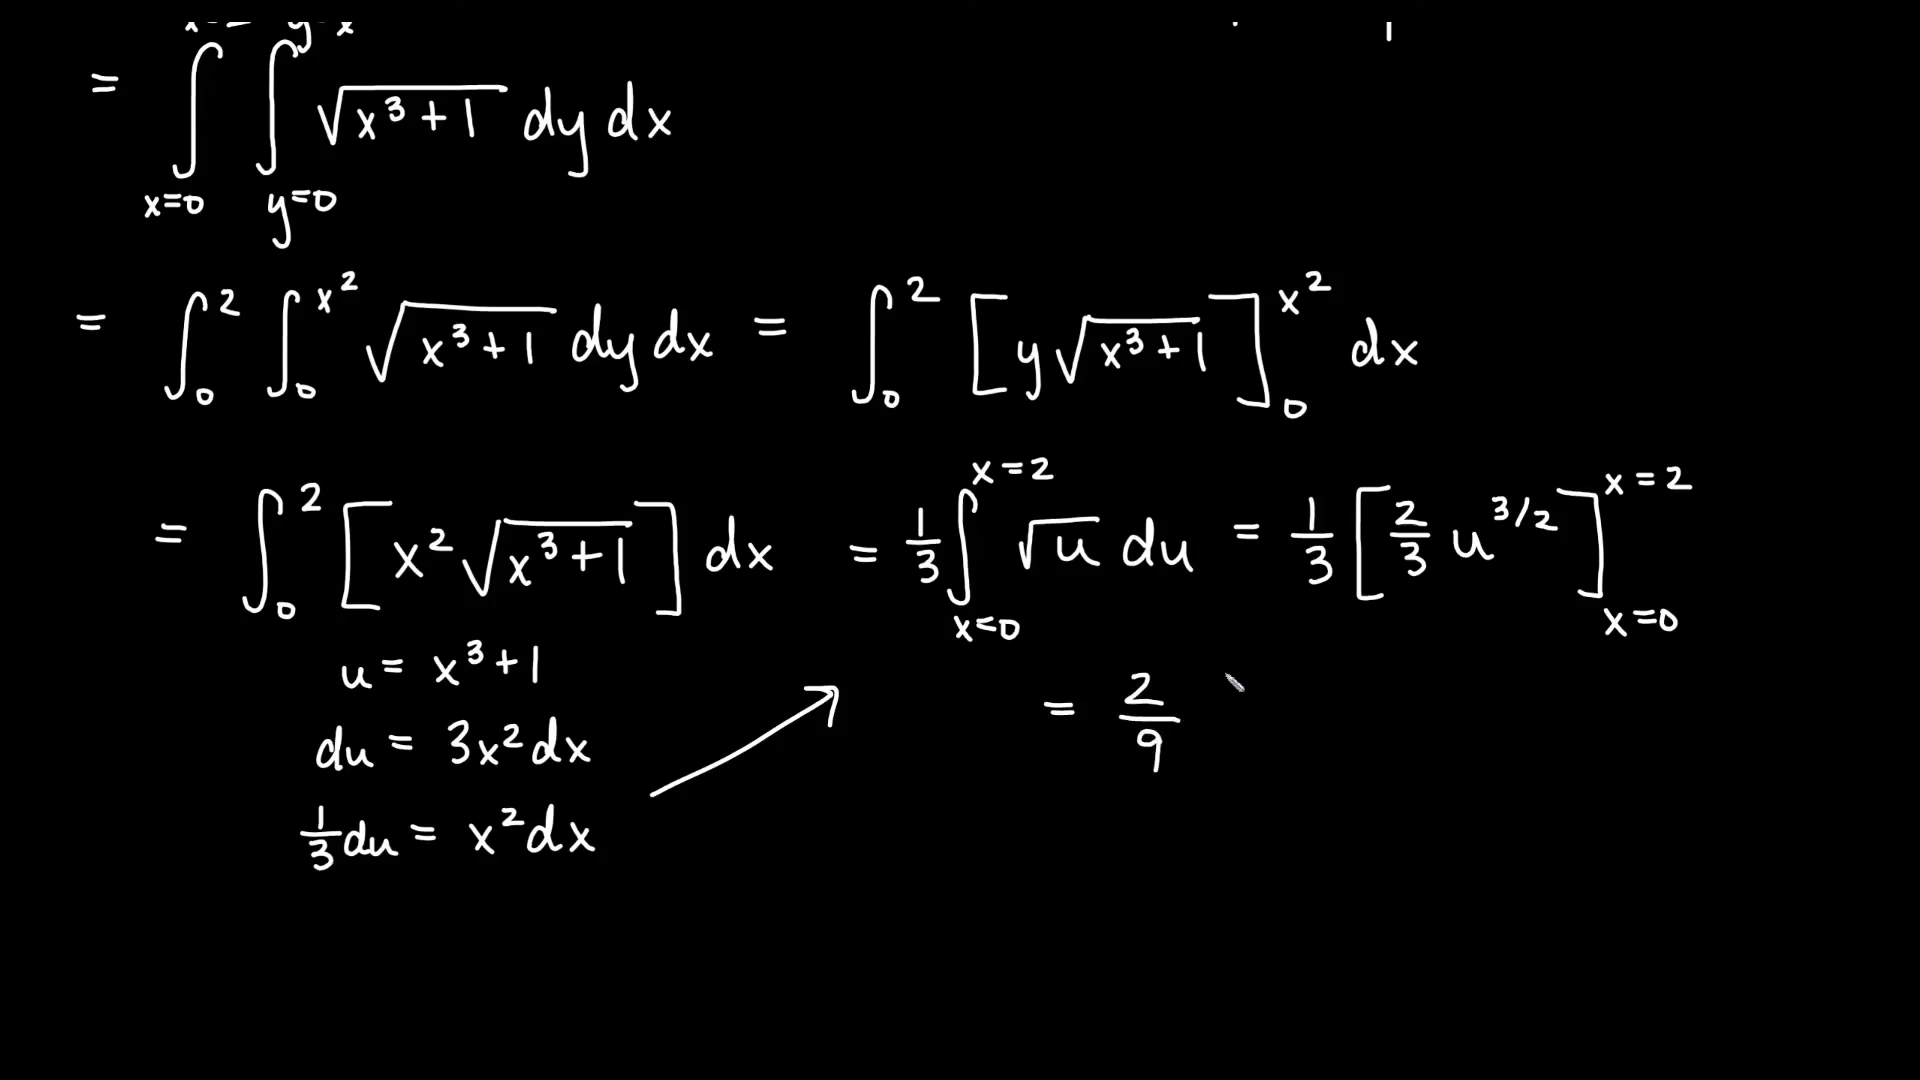 = ∫_{x=0} ∫_{y=0} √(x³+1) dy dx
= ∫₀² ∫₀^{x²} √(x³+1) dy dx = ∫₀² [y√(x³+1)]₀^{x²} dx
= ∫₀² [x²√(x³+1)] dx = 1/3 ∫_{x=0}^{x=2} √u du = 1/3 [2/3 u^{3/2}]_{x=0}^{x=2}
u = x³+1
= 2/9
du = 3x²dx
1/3 du = x²dx